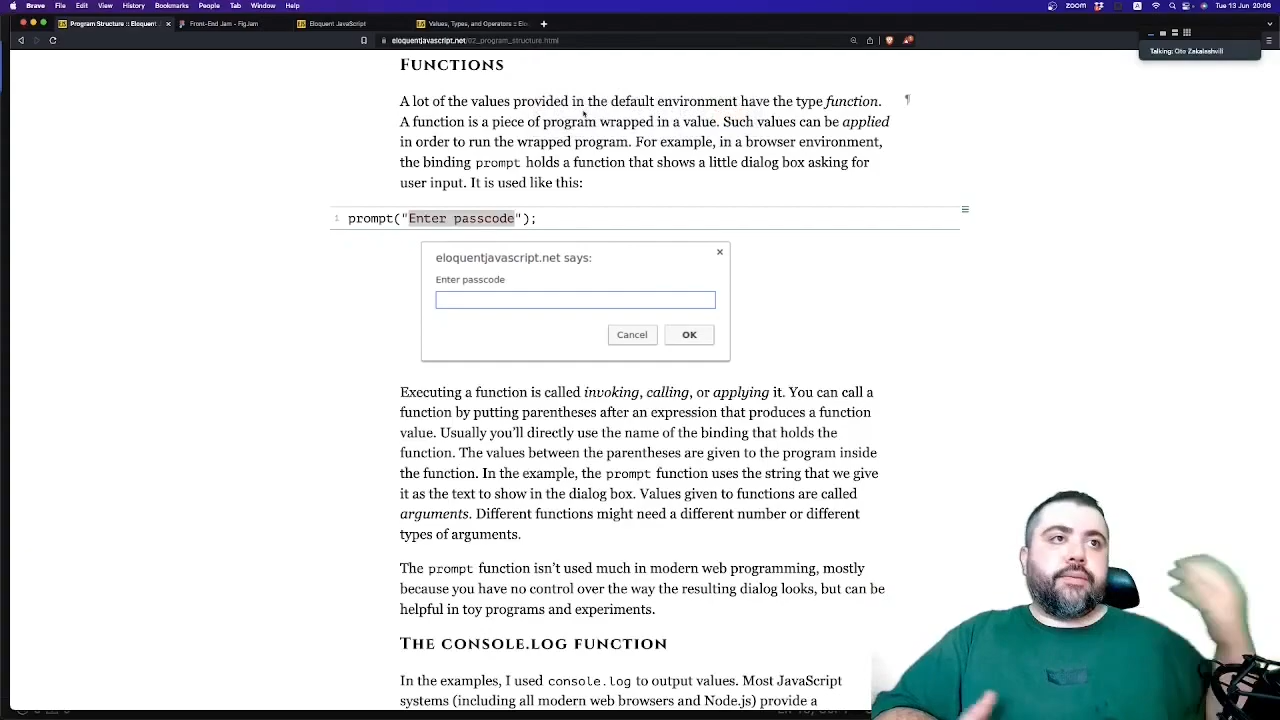 Brave File Edit View History Bookmarks People Tab Window Help ZOOM A Tue 13 Jun 20:06
Program Structure :: Eloquent × Front-End Jam - FigJam Eloquent JavaScript Values, Types, and Operators :: Elo +
eloquentjavascript.net/02_program_structure.html
Talking: Oto Zakalashvili
FUNCTIONS
A lot of the values provided in the default environment have the type function. ¶
A function is a piece of program wrapped in a value. Such values can be applied
in order to run the wrapped program. For example, in a browser environment,
the binding prompt holds a function that shows a little dialog box asking for
user input. It is used like this:
1 prompt("Enter passcode");
eloquentjavascript.net says: ×
Enter passcode
Cancel OK
Executing a function is called invoking, calling, or applying it. You can call a
function by putting parentheses after an expression that produces a function
value. Usually you’ll directly use the name of the binding that holds the
function. The values between the parentheses are given to the program inside
the function. In the example, the prompt function uses the string that we give
it as the text to show in the dialog box. Values given to functions are called
arguments. Different functions might need a different number or different
types of arguments.
The prompt function isn’t used much in modern web programming, mostly
because you have no control over the way the resulting dialog looks, but can be
helpful in toy programs and experiments.
THE CONSOLE.LOG FUNCTION
In the examples, I used console.log to output values. Most JavaScript
systems (including all modern web browsers and Node.js) provide a